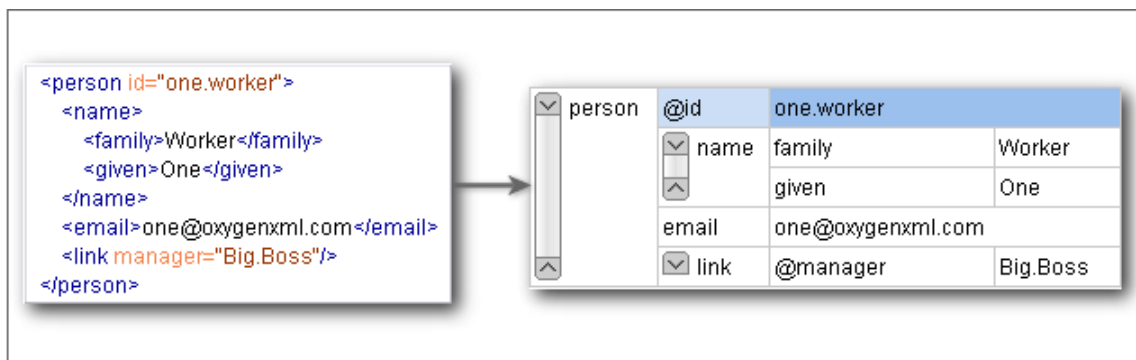 <person id="one.worker">
<name>
<family>Worker</family>
<given>One</given>
</name>
<email>one@oxygenxml.com</email>
<link manager="Big.Boss"/>
</person>
person @id one.worker
name family Worker
given One
email one@oxygenxml.com
link @manager Big.Boss